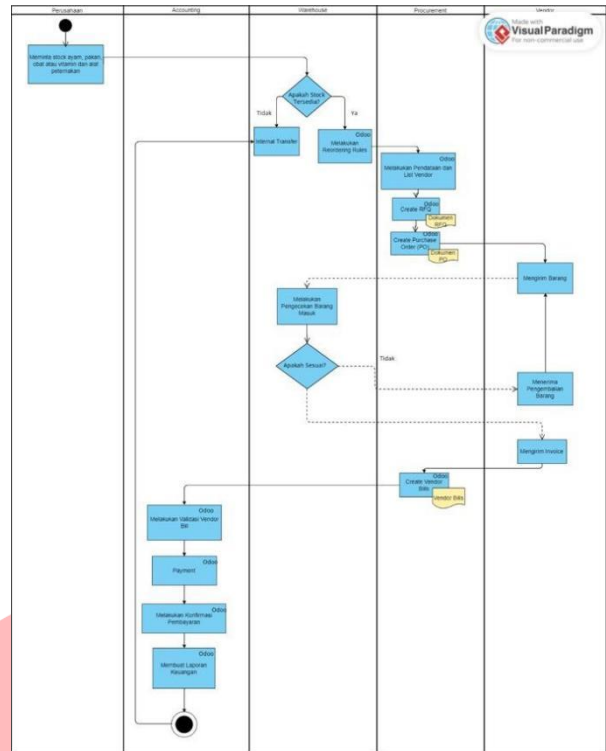 Perusahaan
Accounting
Warehouse
Procurement
Vendor
Made with
Visual Paradigm
For non-commercial use
Meminta stock ayam, pakan,
obat atau vitamin dan alat
peternakan
Apakah Stock
Tersedia?
Tidak
Ya
Internal Transfer
Odoo
Melakukan
Reordering Rules
Odoo
Melakukan Pendataan dan
List Vendor
Odoo
Create RFQ
Dokumen
RFQ
Odoo
Create Purchase
Order (PO)
Dokumen
PO
Mengirim Barang
Melakukan
Pengecekan Barang
Masuk
Apakah Sesuai?
Tidak
Menerima
Pengembalian
Barang
Mengirim Invoice
Odoo
Create Vendor
Bills
Vendor Bills
Odoo
Melakukan Validasi Vendor
Bill
Odoo
Payment
Odoo
Melakukan Konfirmasi
Pembayaran
Odoo
Membuat Laporan
Keuangan